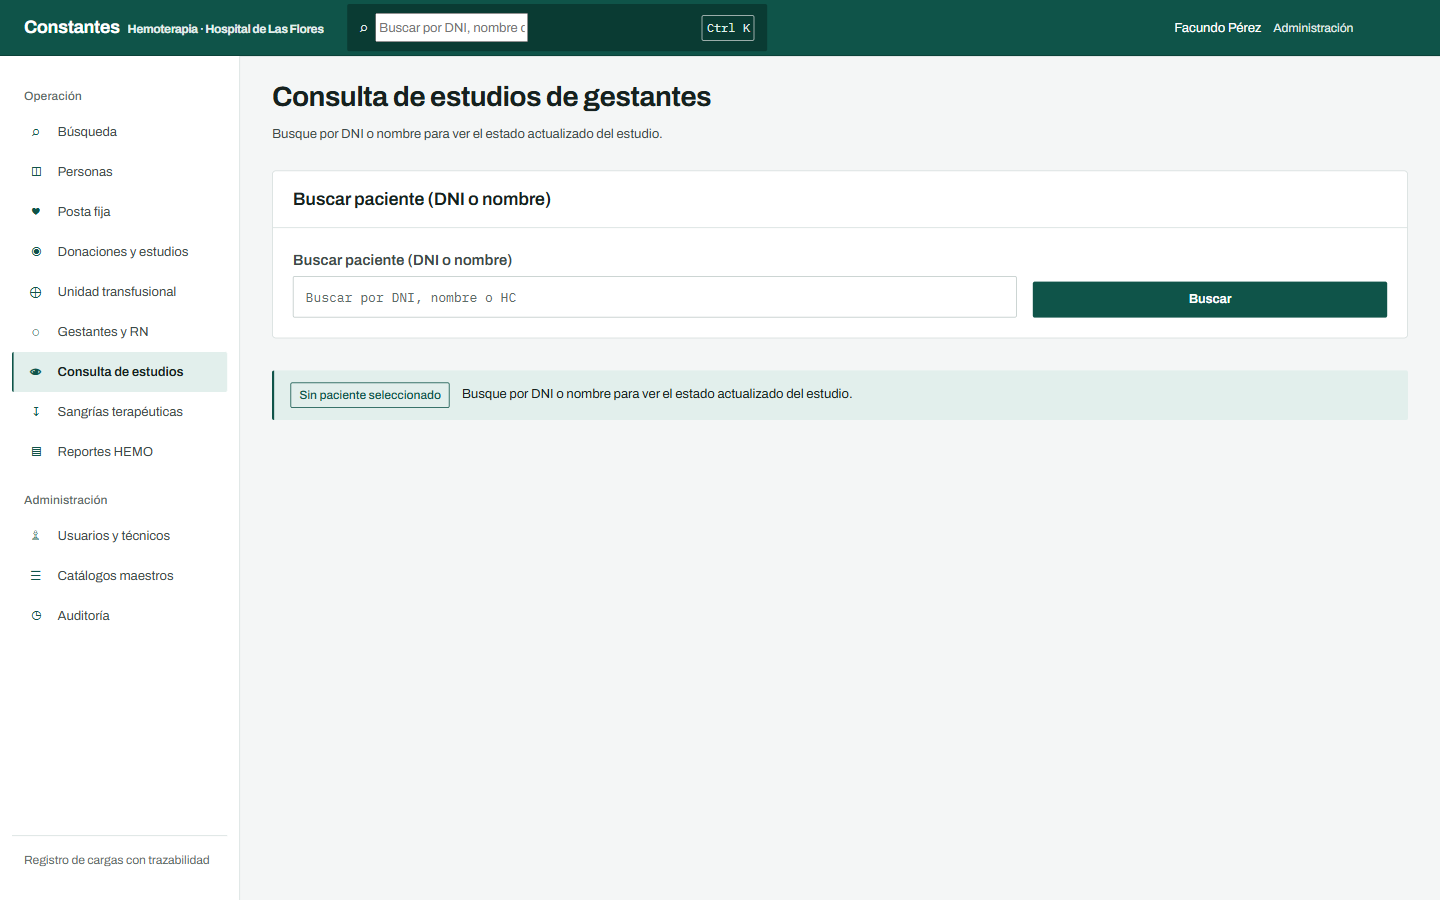 Constantes Hemoterapia · Hospital de Las Flores
Buscar por DNI, nombre
Ctrl K
Facundo Pérez Administración
Operación
Búsqueda
Personas
Posta fija
Donaciones y estudios
Unidad transfusional
Gestantes y RN
Consulta de estudios
Sangrías terapéuticas
Reportes HEMO
Administración
Usuarios y técnicos
Catálogos maestros
Auditoría
Registro de cargas con trazabilidad
Consulta de estudios de gestantes
Busque por DNI o nombre para ver el estado actualizado del estudio.
Buscar paciente (DNI o nombre)
Buscar paciente (DNI o nombre)
Buscar por DNI, nombre o HC
Buscar
Sin paciente seleccionado Busque por DNI o nombre para ver el estado actualizado del estudio.